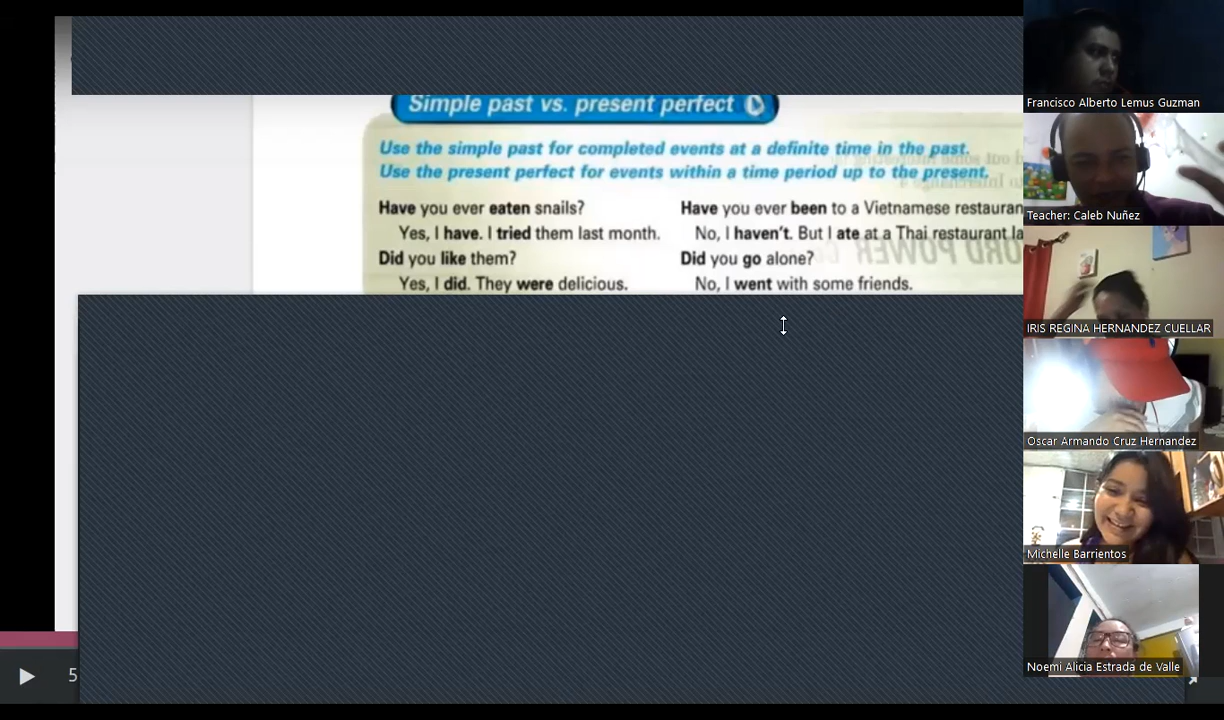 Simple past vs. present perfect
Use the simple past for completed events at a definite time in the past.
Use the present perfect for events within a time period up to the present.
Have you ever eaten snails?
Yes, I have. I tried them last month.
Did you like them?
Yes, I did. They were delicious.
Have you ever been to a Vietnamese restauran
No, I haven't. But I ate at a Thai restaurant la
Did you go alone?
No, I went with some friends.
5
Francisco Alberto Lemus Guzman
Teacher: Caleb Nuñez
IRIS REGINA HERNANDEZ CUELLAR
Oscar Armando Cruz Hernandez
Michelle Barrientos
Noemi Alicia Estrada de Valle